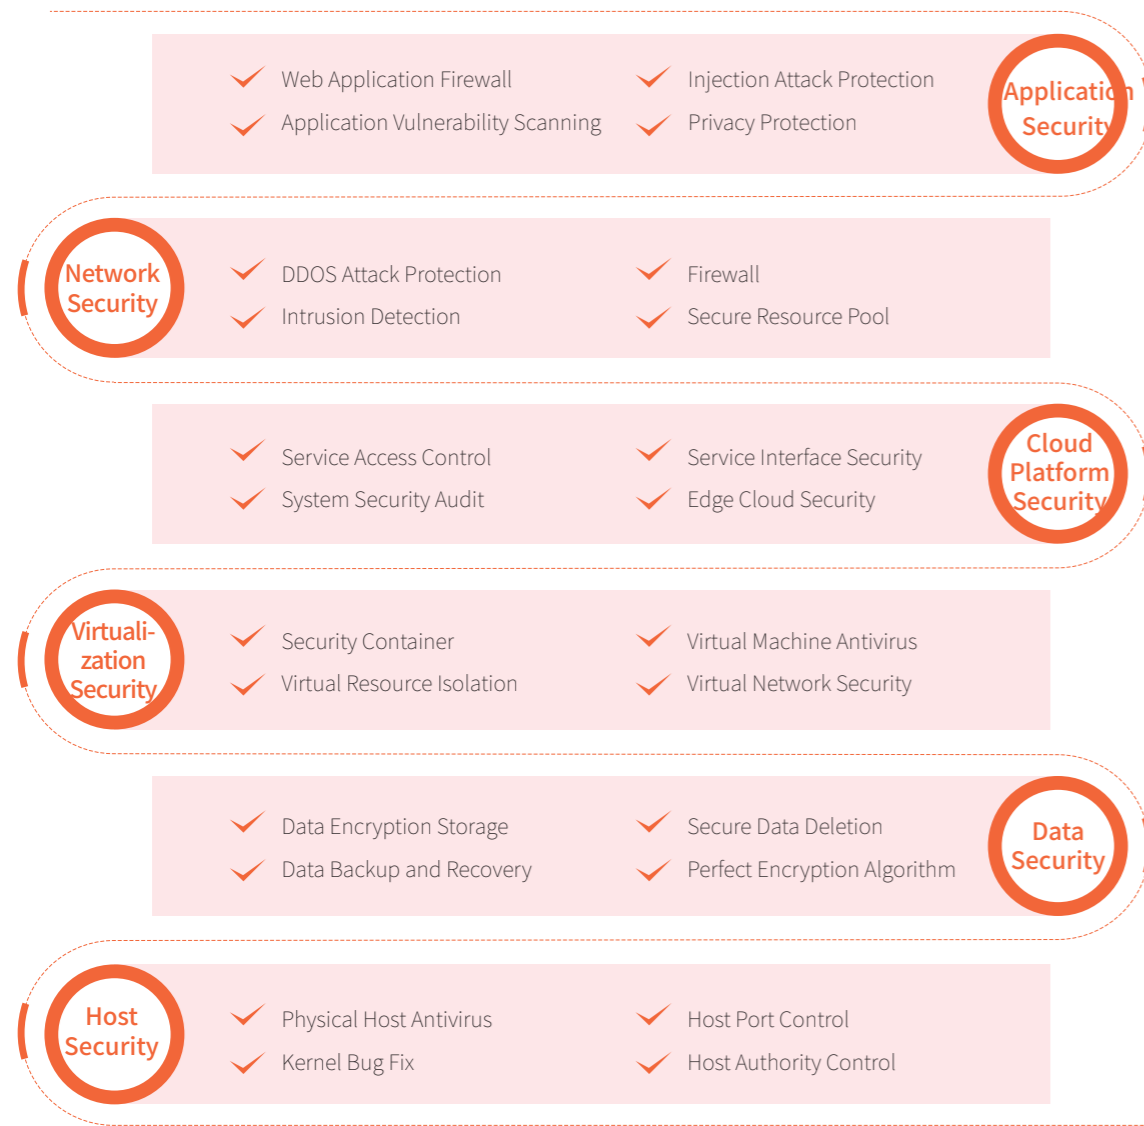 Web Application Firewall
Injection Attack Protection
Application Vulnerability Scanning
Privacy Protection
Application
Security
Network
Security
DDOS Attack Protection
Firewall
Intrusion Detection
Secure Resource Pool
Service Access Control
Service Interface Security
System Security Audit
Edge Cloud Security
Cloud
Platform
Security
Virtuali-
zation
Security
Security Container
Virtual Machine Antivirus
Virtual Resource Isolation
Virtual Network Security
Data Encryption Storage
Secure Data Deletion
Data Backup and Recovery
Perfect Encryption Algorithm
Data
Security
Host
Security
Physical Host Antivirus
Host Port Control
Kernel Bug Fix
Host Authority Control